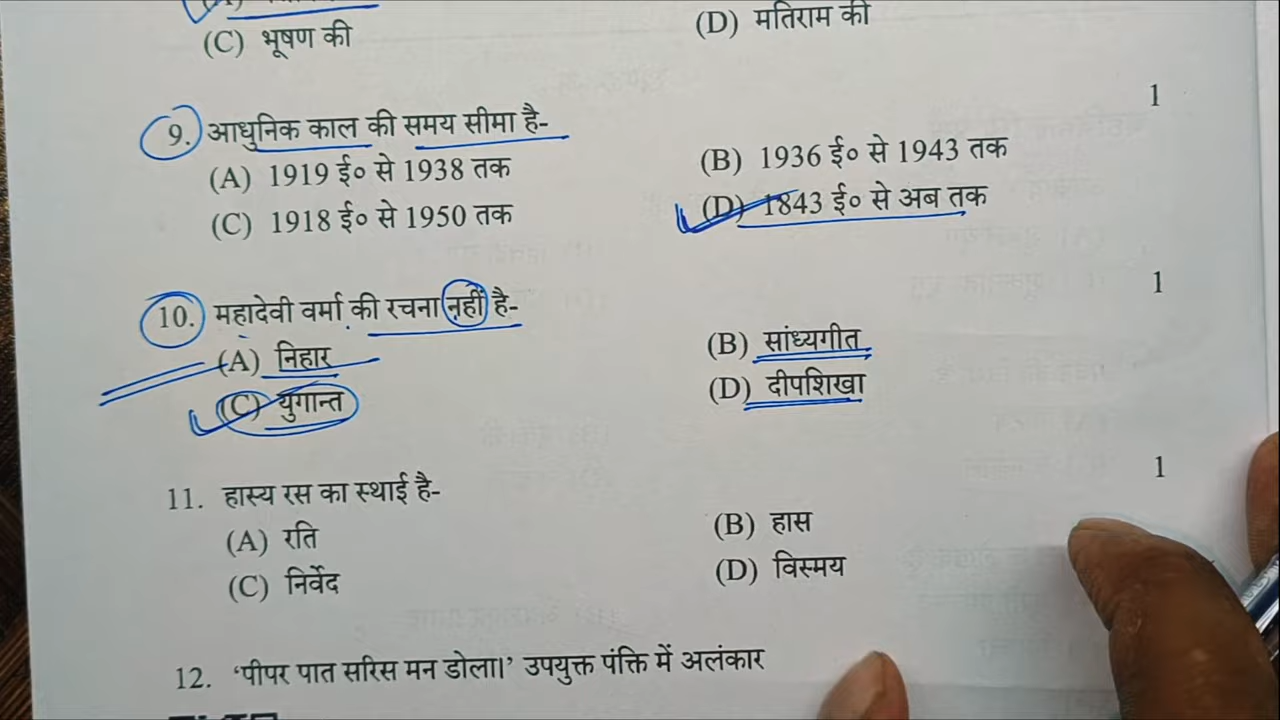 (C) भूषण की (D) मतिराम की
1
9. आधुनिक काल की समय सीमा है-
(A) 1919 ई० से 1938 तक (B) 1936 ई० से 1943 तक
(C) 1918 ई० से 1950 तक (D) 1843 ई० से अब तक
1
10. महादेवी वर्मा की रचना नहीं है-
(A) निहार (B) सांध्यगीत
(C) युगान्त (D) दीपशिखा
1
11. हास्य रस का स्थाई है-
(A) रति (B) हास
(C) निर्वेद (D) विस्मय
12. ‘पीपर पात सरिस मन डोला।’ उपयुक्त पंक्ति में अलंकार